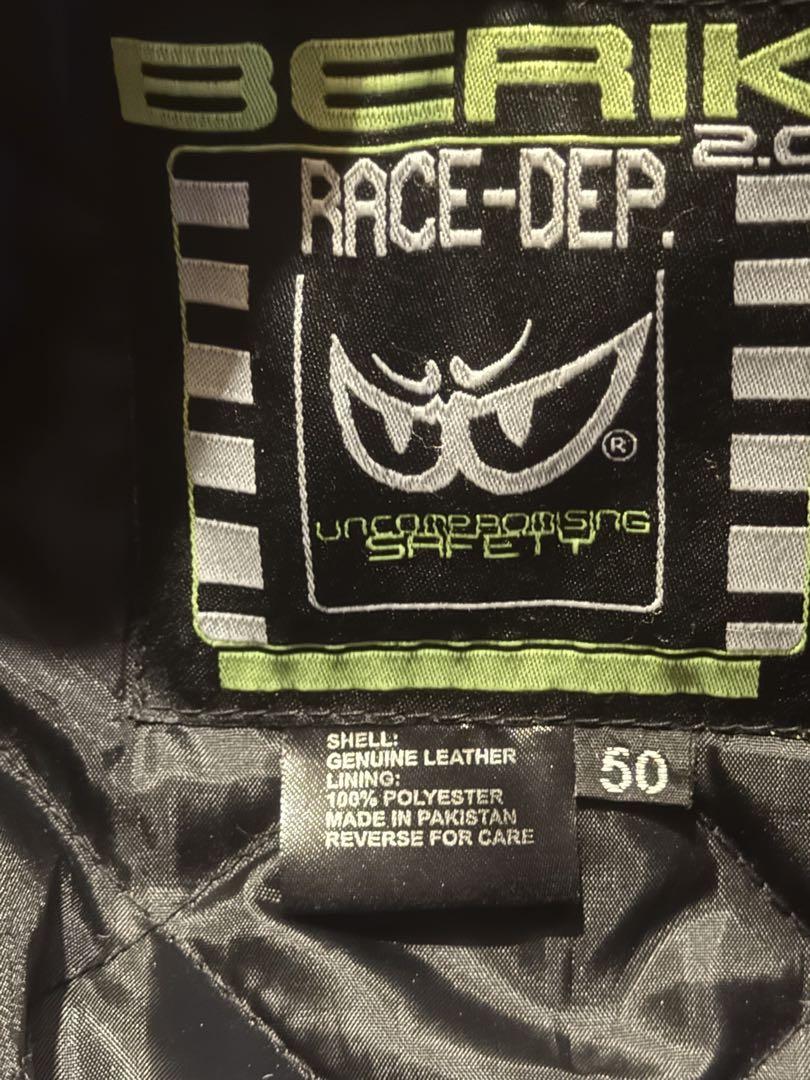 BERIK
2.0
RACE-DEP.
®
UNCOMPROMISING
SAFETY
SHELL:
GENUINE LEATHER
LINING:
100% POLYESTER
MADE IN PAKISTAN
REVERSE FOR CARE
50